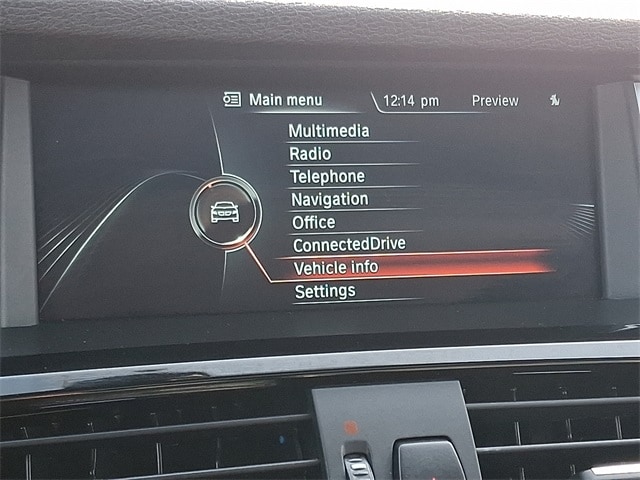 Main menu 12:14 pm Preview
Multimedia
Radio
Telephone
Navigation
Office
ConnectedDrive
Vehicle info
Settings